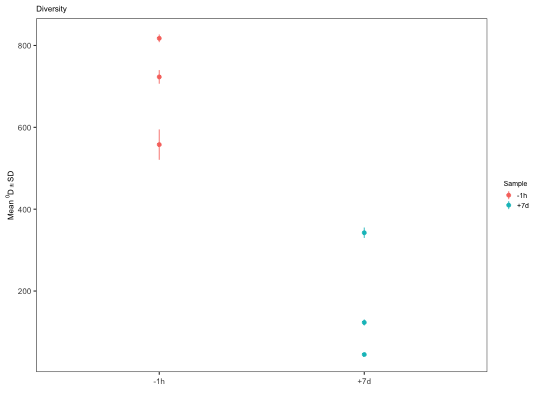 Diversity
800
600
400
200
Mean ⁰D ± SD
-1h
+7d
Sample
-1h
+7d